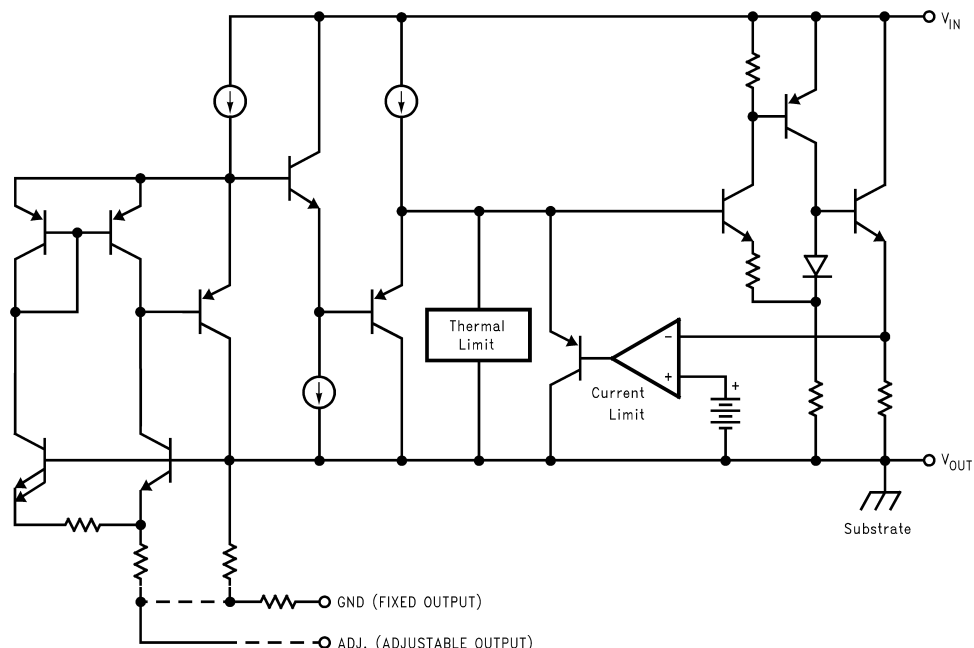 V_IN
Thermal
Limit
−
+
+
Current
Limit
V_OUT
Substrate
GND (FIXED OUTPUT)
ADJ. (ADJUSTABLE OUTPUT)